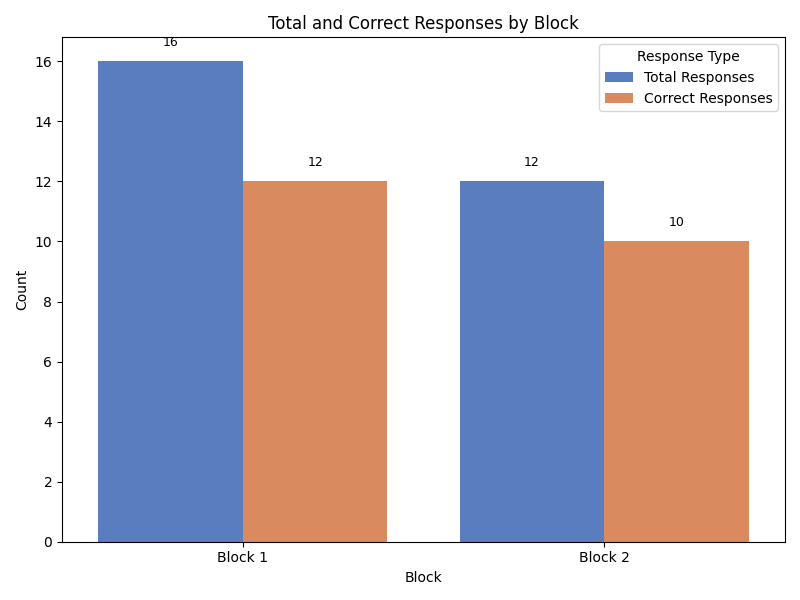 Total and Correct Responses by Block
Response Type
Total Responses
Correct Responses
16
12
12
10
16
14
12
10
8
6
4
2
0
Count
Block 1
Block 2
Block